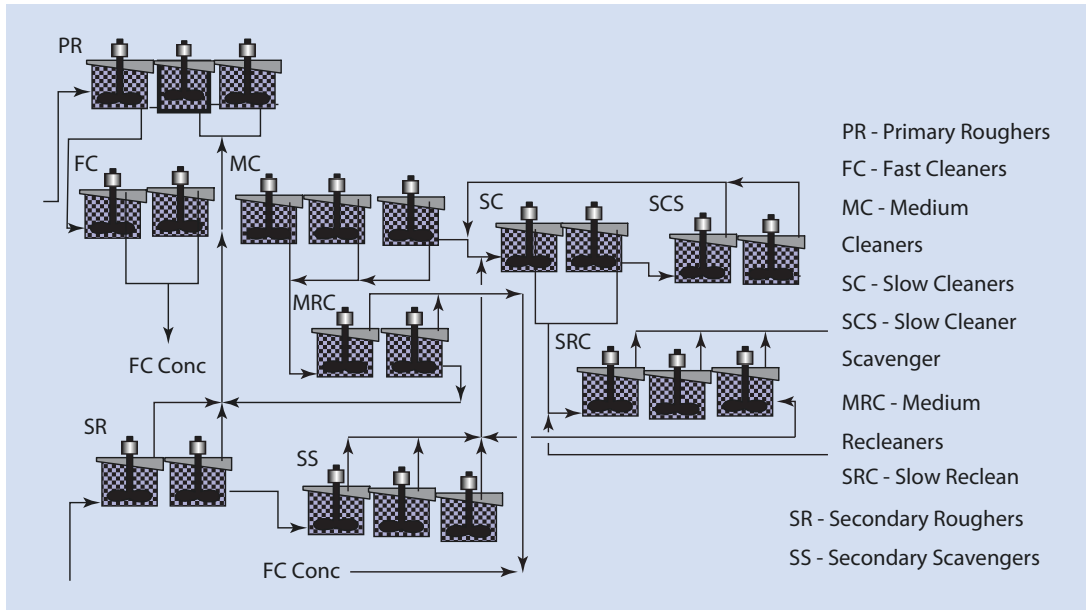 PR
FC
MC
SC
SCS
MRC
SRC
FC Conc
SR
SS
FC Conc
PR - Primary Roughers
FC - Fast Cleaners
MC - Medium
Cleaners
SC - Slow Cleaners
SCS - Slow Cleaner
Scavenger
MRC - Medium
Recleaners
SRC - Slow Reclean
SR - Secondary Roughers
SS - Secondary Scavengers